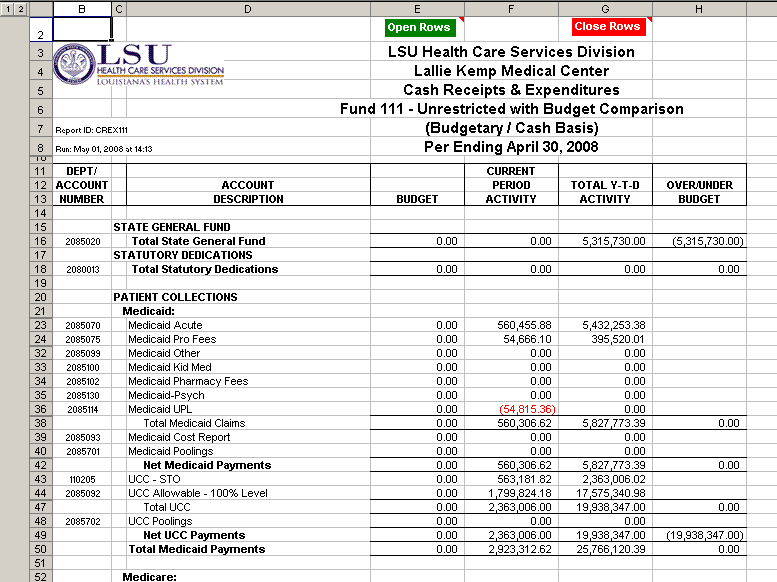 1 2 B C D E F G H
2 Open Rows Close Rows
3 LSU LSU Health Care Services Division
4 HEALTH CARE SERVICES DIVISION Lallie Kemp Medical Center
5 LOUISIANA'S HEALTH SYSTEM Cash Receipts & Expenditures
6 Fund 111 - Unrestricted with Budget Comparison
7 Report ID: CREX111 (Budgetary / Cash Basis)
8 Run: May 01, 2008 at 14:13 Per Ending April 30, 2008
10
11 DEPT/ CURRENT
12 ACCOUNT ACCOUNT PERIOD TOTAL Y-T-D OVER/UNDER
13 NUMBER DESCRIPTION BUDGET ACTIVITY ACTIVITY BUDGET
14
15 STATE GENERAL FUND
16 2085020 Total State General Fund 0.00 0.00 5,315,730.00 (5,315,730.00)
17 STATUTORY DEDICATIONS
18 2080013 Total Statutory Dedications 0.00 0.00 0.00 0.00
19
20 PATIENT COLLECTIONS
21 Medicaid:
23 2085070 Medicaid Acute 0.00 560,455.88 5,432,253.38
24 2085075 Medicaid Pro Fees 0.00 54,666.10 395,520.01
32 2085099 Medicaid Other 0.00 0.00 0.00
33 2085100 Medicaid Kid Med 0.00 0.00 0.00
34 2085102 Medicaid Pharmacy Fees 0.00 0.00 0.00
35 2085130 Medicaid-Psych 0.00 0.00 0.00
36 2085114 Medicaid UPL 0.00 (54,815.36) 0.00
38 Total Medicaid Claims 0.00 560,306.62 5,827,773.39 0.00
39 2085093 Medicaid Cost Report 0.00 0.00 0.00
40 2085701 Medicaid Poolings 0.00 0.00 0.00
42 Net Medicaid Payments 0.00 560,306.62 5,827,773.39 0.00
43 110205 UCC - STO 0.00 563,181.82 2,363,006.02
44 2085092 UCC Allowable - 100% Level 0.00 1,799,824.18 17,575,340.98
47 Total UCC 0.00 2,363,006.00 19,938,347.00 0.00
48 2085702 UCC Poolings 0.00 0.00 0.00
49 Net UCC Payments 0.00 2,363,006.00 19,938,347.00 (19,938,347.00)
50 Total Medicaid Payments 0.00 2,923,312.62 25,766,120.39 0.00
51
52 Medicare: